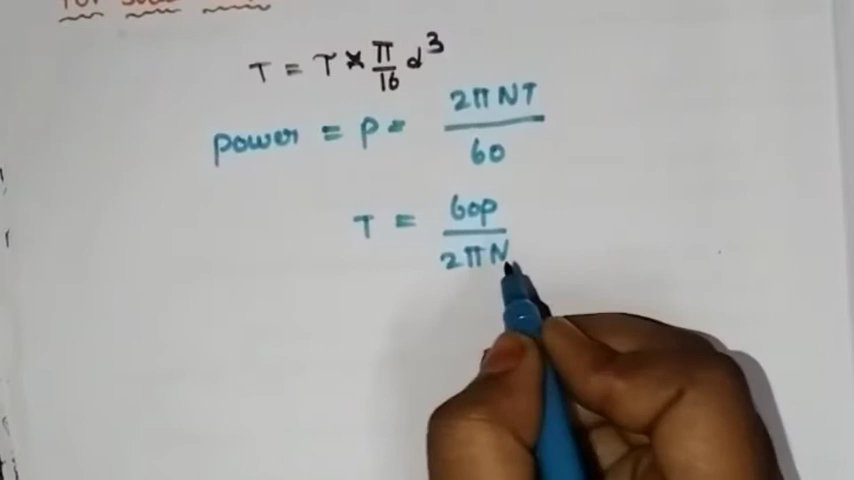 T = τ × π/16 d³
power = P = 2πNT/60
T = 60P/2πN